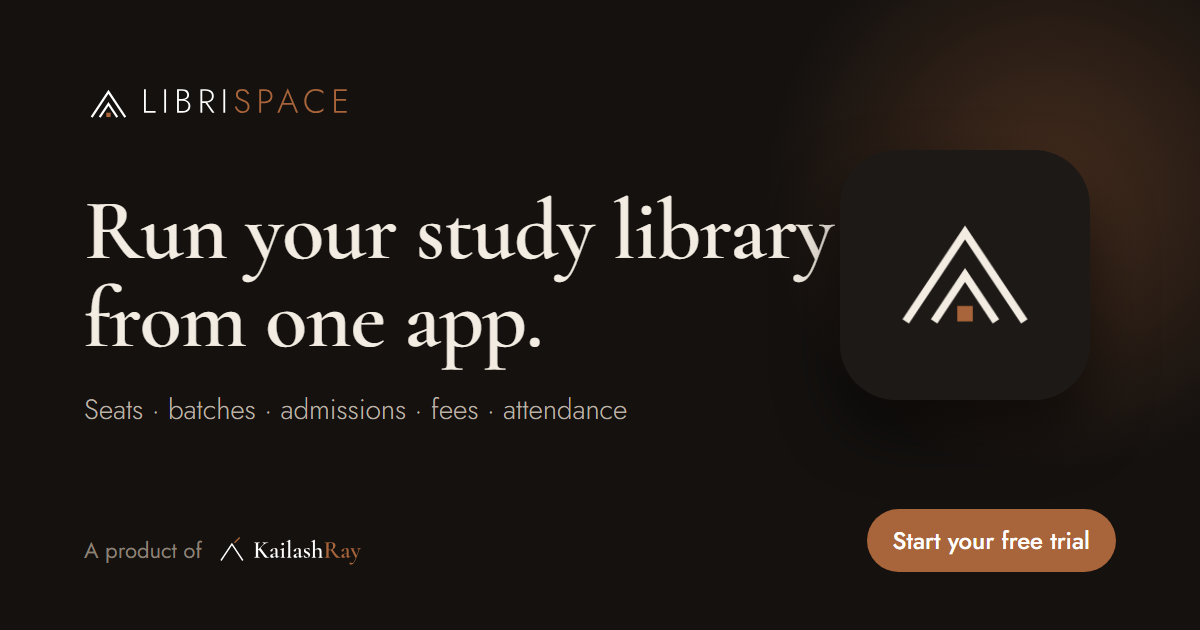 LIBRISPACE
Run your study library
from one app.
Seats · batches · admissions · fees · attendance
A product of KailashRay
Start your free trial